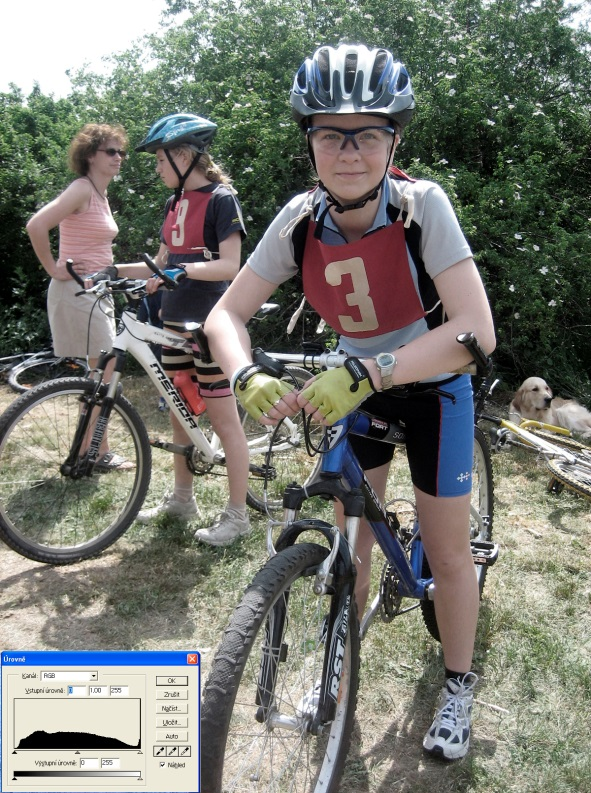 3
3
MERIDA
RST
Úrovně
Kanál: RGB
OK
Vstupní úrovně: 0 1.00 255
Zrušit
Načíst...
Uložit...
Auto
Výstupní úrovně: 0 255
Náhled